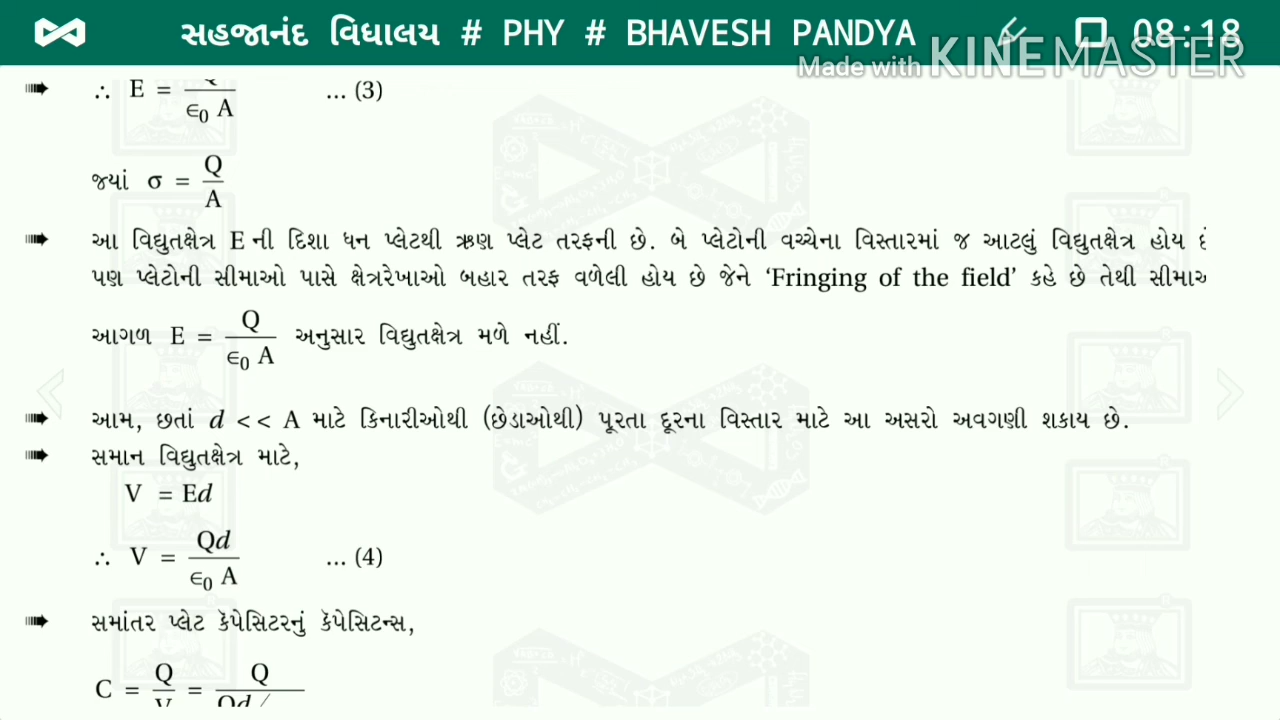 સહજાનંદ વિધાલય # PHY # BHAVESH PANDYA 08:18
Made with KINEMASTER
∴ E = Q / ∈0 A ... (3)
જ્યાં σ = Q / A
આ વિદ્યુતક્ષેત્ર E ની દિશા ધન પ્લેટથી ઋણ પ્લેટ તરફની છે. બે પ્લેટોની વચ્ચેના વિસ્તારમાં જ આટલું વિદ્યુતક્ષેત્ર હોય
પણ પ્લેટોની સીમાઓ પાસે ક્ષેત્રરેખાઓ બહાર તરફ વળેલી હોય છે જેને ‘Fringing of the field’ કહે છે તેથી
આગળ E = Q / ∈0 A અનુસાર વિદ્યુતક્ષેત્ર મળે નહીં.
આમ, છતાં d << A માટે કિનારીઓથી (છેડાઓથી) પૂરતા દૂરના વિસ્તાર માટે આ અસરો અવગણી શકાય છે.
સમાન વિદ્યુતક્ષેત્ર માટે,
V = Ed
∴ V = Qd / ∈0 A ... (4)
સમાંતર પ્લેટ કૅપેસિટરનું કૅપેસિટન્સ,
C = Q / V = Q / Qd/